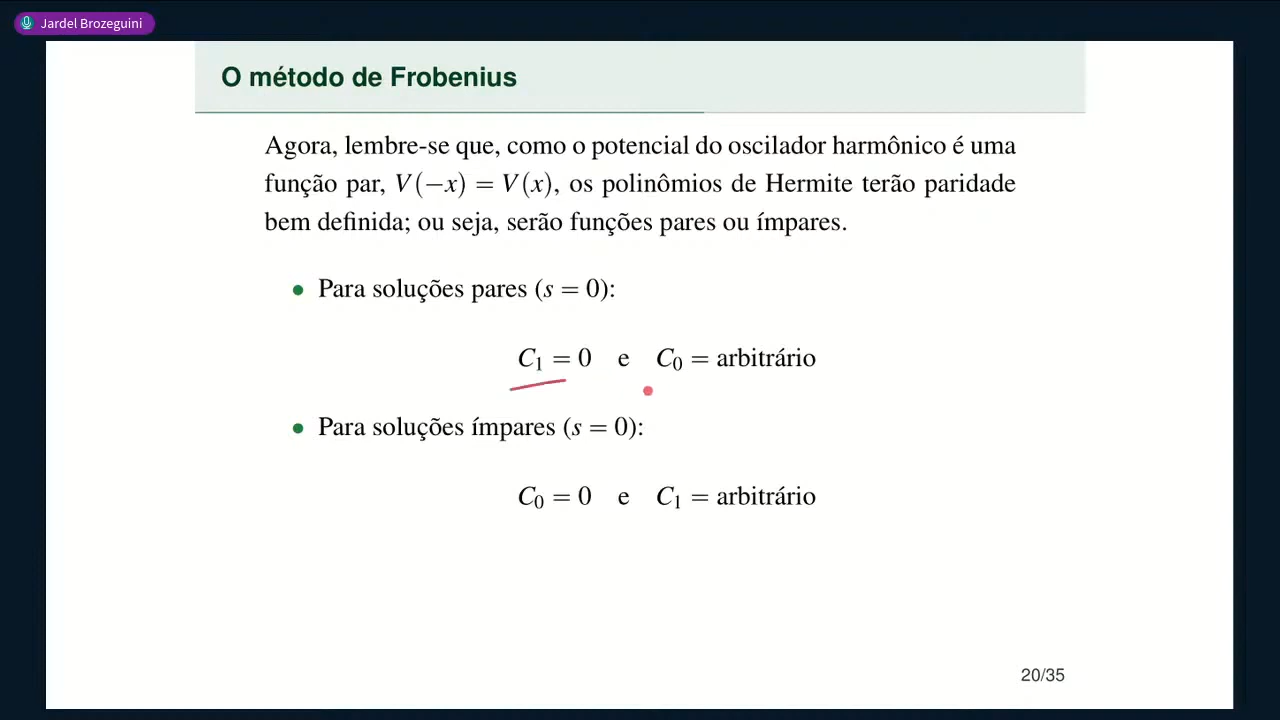 Jardel Brozeguini
O método de Frobenius
Agora, lembre-se que, como o potencial do oscilador harmônico é uma
função par, V(−x) = V(x), os polinômios de Hermite terão paridade
bem definida; ou seja, serão funções pares ou ímpares.
• Para soluções pares (s = 0):
C₁ = 0 e C₀ = arbitrário
• Para soluções ímpares (s = 0):
C₀ = 0 e C₁ = arbitrário
20/35